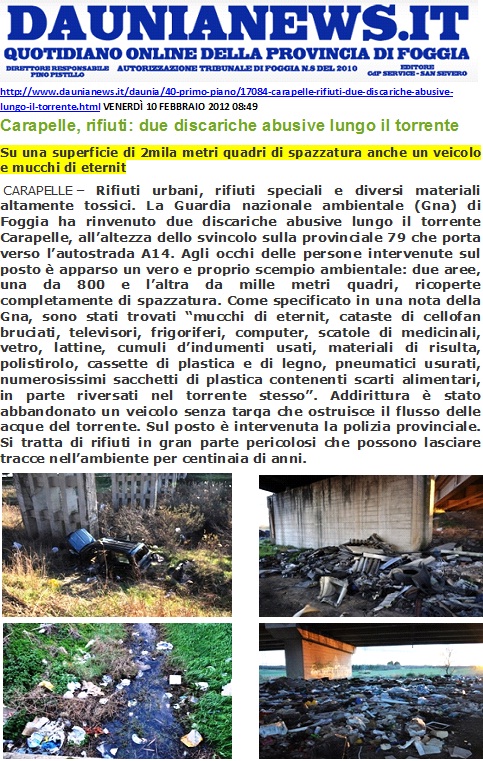 DAUNIANEWS.IT
QUOTIDIANO ONLINE DELLA PROVINCIA DI FOGGIA
DIRETTORE RESPONSABILE
PINO PISTILLO
AUTORIZZAZIONE TRIBUNALE DI FOGGIA N.8 DEL 2010
EDITORE
CdP SERVICE - SAN SEVERO
http://www.daunianews.it/daunia/40-primo-piano/17084-carapelle-rifiuti-due-discariche-abusive-
lungo-il-torrente.html VENERDÌ 10 FEBBRAIO 2012 08:49
Carapelle, rifiuti: due discariche abusive lungo il torrente
Su una superficie di 2mila metri quadri di spazzatura anche un veicolo
e mucchi di eternit
CARAPELLE – Rifiuti urbani, rifiuti speciali e diversi materiali
altamente tossici. La Guardia nazionale ambientale (Gna) di
Foggia ha rinvenuto due discariche abusive lungo il torrente
Carapelle, all'altezza dello svincolo sulla provinciale 79 che porta
verso l'autostrada A14. Agli occhi delle persone intervenute sul
posto è apparso un vero e proprio scempio ambientale: due aree,
una da 800 e l'altra da mille metri quadri, ricoperte
completamente di spazzatura. Come specificato in una nota della
Gna, sono stati trovati “mucchi di eternit, cataste di cellofan
bruciati, televisori, frigoriferi, computer, scatole di medicinali,
vetro, lattine, cumuli d'indumenti usati, materiali di risulta,
polistirolo, cassette di plastica e di legno, pneumatici usurati,
numerosissimi sacchetti di plastica contenenti scarti alimentari,
in parte riversati nel torrente stesso”. Addirittura è stato
abbandonato un veicolo senza targa che ostruisce il flusso delle
acque del torrente. Sul posto è intervenuta la polizia provinciale.
Si tratta di rifiuti in gran parte pericolosi che possono lasciare
tracce nell'ambiente per centinaia di anni.